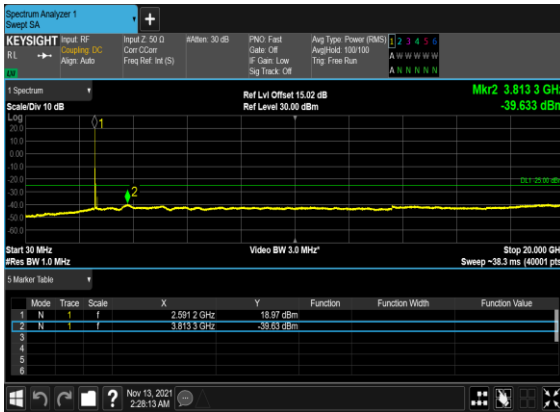 Spectrum Analyzer 1
Swept SA
+
KEYSIGHT
RL
Input: RF
Coupling: DC
Align: Auto
Input Z: 50 Ω
Corr CCorr
Freq Ref: Int (S)
#Atten: 30 dB
PNO: Fast
Gate: Off
IF Gain: Low
Sig Track: Off
Avg Type: Power (RMS)
Avg|Hold: 100/100
Trig: Free Run
1 2 3 4 5 6
A W W W W W
A N N N N N
1 Spectrum
Scale/Div 10 dB
Ref Lvl Offset 15.02 dB
Ref Level 30.00 dBm
Mkr2 3.813 3 GHz
-39.633 dBm
Log
20.0
10.0
0.00
-10.0
-20.0
-30.0
-40.0
-50.0
-60.0
1
2
DL1 -25.00 dBm
Start 30 MHz
#Res BW 1.0 MHz
Video BW 3.0 MHz*
Stop 20.000 GHz
Sweep ~38.3 ms (40001 pts)
5 Marker Table
Mode Trace Scale X Y Function Function Width Function Value
1 N 1 f 2.591 2 GHz 18.97 dBm
2 N 1 f 3.813 3 GHz -39.63 dBm
3
4
5
6
?
Nov 13, 2021
2:28:13 AM